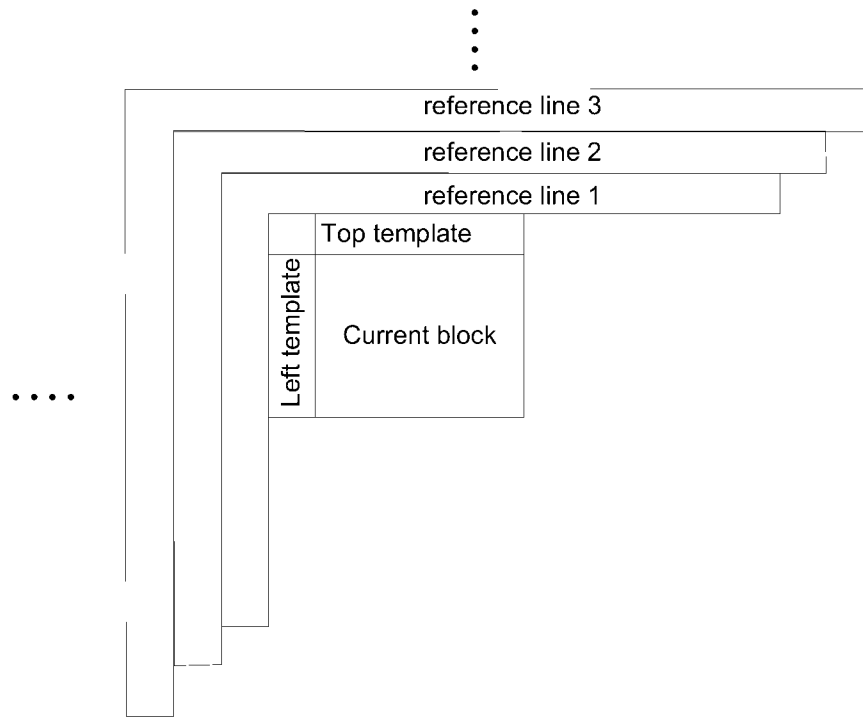 reference line 3
reference line 2
reference line 1
Top template
Left template
Current block